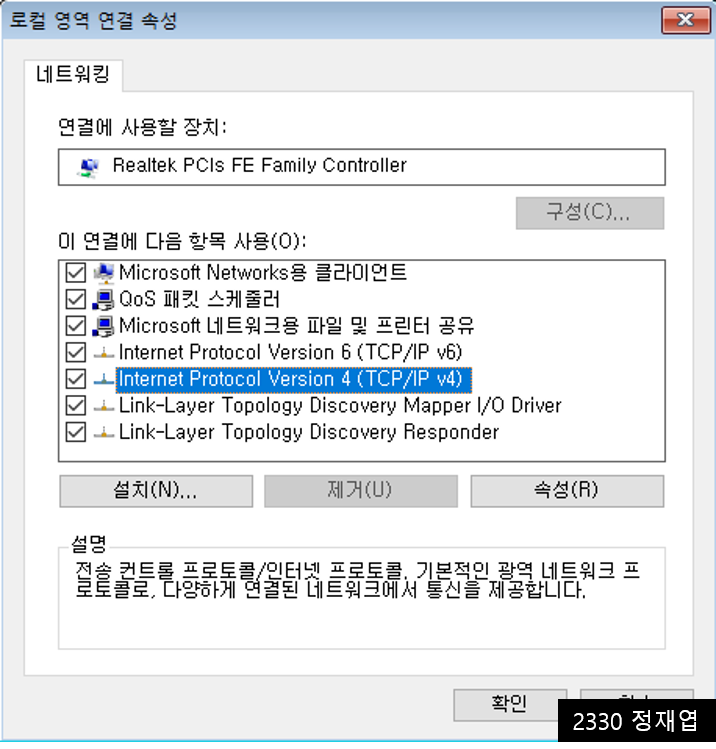 로컬 영역 연결 속성
네트워킹
연결에 사용할 장치:
Realtek PCIs FE Family Controller
구성(C)...
이 연결에 다음 항목 사용(O):
Microsoft Networks용 클라이언트
QoS 패킷 스케줄러
Microsoft 네트워크용 파일 및 프린터 공유
Internet Protocol Version 6 (TCP/IP v6)
Internet Protocol Version 4 (TCP/IP v4)
Link-Layer Topology Discovery Mapper I/O Driver
Link-Layer Topology Discovery Responder
설치(N)... 제거(U) 속성(R)
설명
전송 컨트롤 프로토콜/인터넷 프로토콜. 기본적인 광역 네트워크 프
로토콜로, 다양하게 연결된 네트워크에서 통신을 제공합니다.
확인
2330 정재엽